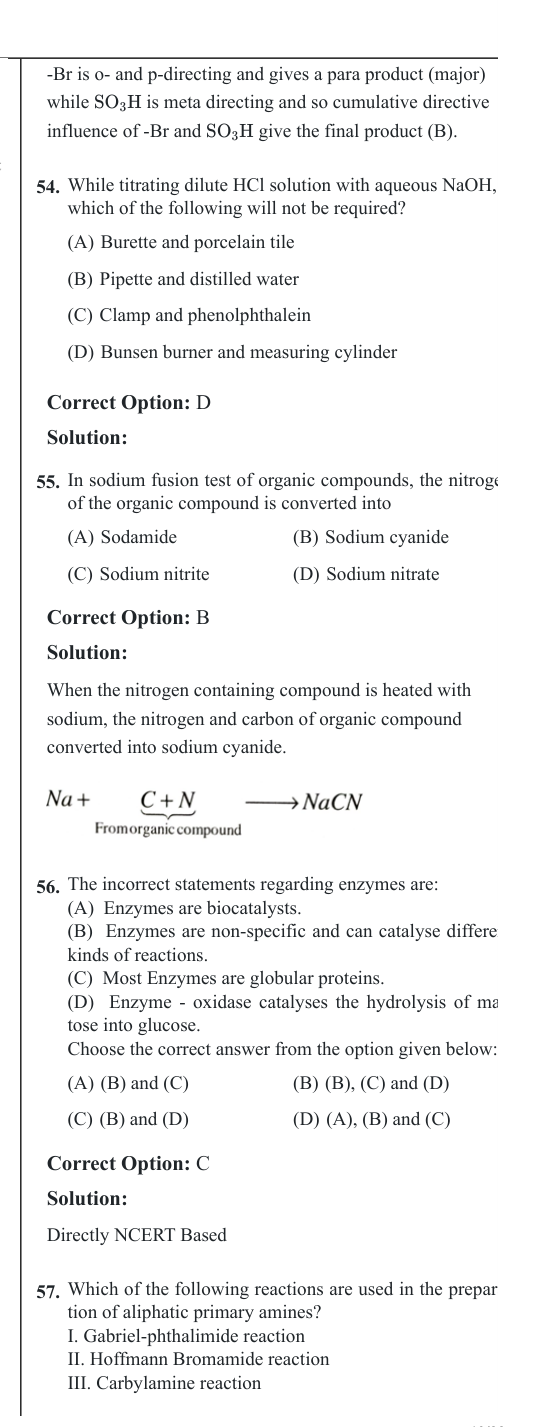 -Br is o- and p-directing and gives a para product (major)
while SO₃H is meta directing and so cumulative directive
influence of -Br and SO₃H give the final product (B).
54. While titrating dilute HCl solution with aqueous NaOH,
which of the following will not be required?
(A) Burette and porcelain tile
(B) Pipette and distilled water
(C) Clamp and phenolphthalein
(D) Bunsen burner and measuring cylinder
Correct Option: D
Solution:
55. In sodium fusion test of organic compounds, the nitroge
of the organic compound is converted into
(A) Sodamide (B) Sodium cyanide
(C) Sodium nitrite (D) Sodium nitrate
Correct Option: B
Solution:
When the nitrogen containing compound is heated with
sodium, the nitrogen and carbon of organic compound
converted into sodium cyanide.
Na + C + N ⟶ NaCN
From organic compound
56. The incorrect statements regarding enzymes are:
(A) Enzymes are biocatalysts.
(B) Enzymes are non-specific and can catalyse differe
kinds of reactions.
(C) Most Enzymes are globular proteins.
(D) Enzyme - oxidase catalyses the hydrolysis of ma
tose into glucose.
Choose the correct answer from the option given below:
(A) (B) and (C) (B) (B), (C) and (D)
(C) (B) and (D) (D) (A), (B) and (C)
Correct Option: C
Solution:
Directly NCERT Based
57. Which of the following reactions are used in the prepar
tion of aliphatic primary amines?
I. Gabriel-phthalimide reaction
II. Hoffmann Bromamide reaction
III. Carbylamine reaction